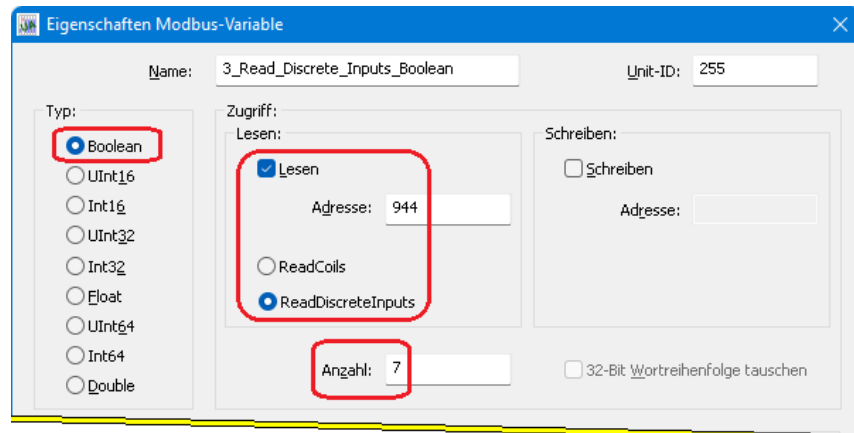 Eigenschaften Modbus-Variable
Name: 3_Read_Discrete_Inputs_Boolean Unit-ID: 255
Typ:
Boolean
UInt16
Int16
UInt32
Int32
Float
UInt64
Int64
Double
Zugriff:
Lesen:
Lesen
Adresse: 944
ReadCoils
ReadDiscreteInputs
Schreiben:
Schreiben
Adresse:
Anzahl: 7
32-Bit Wortreihenfolge tauschen